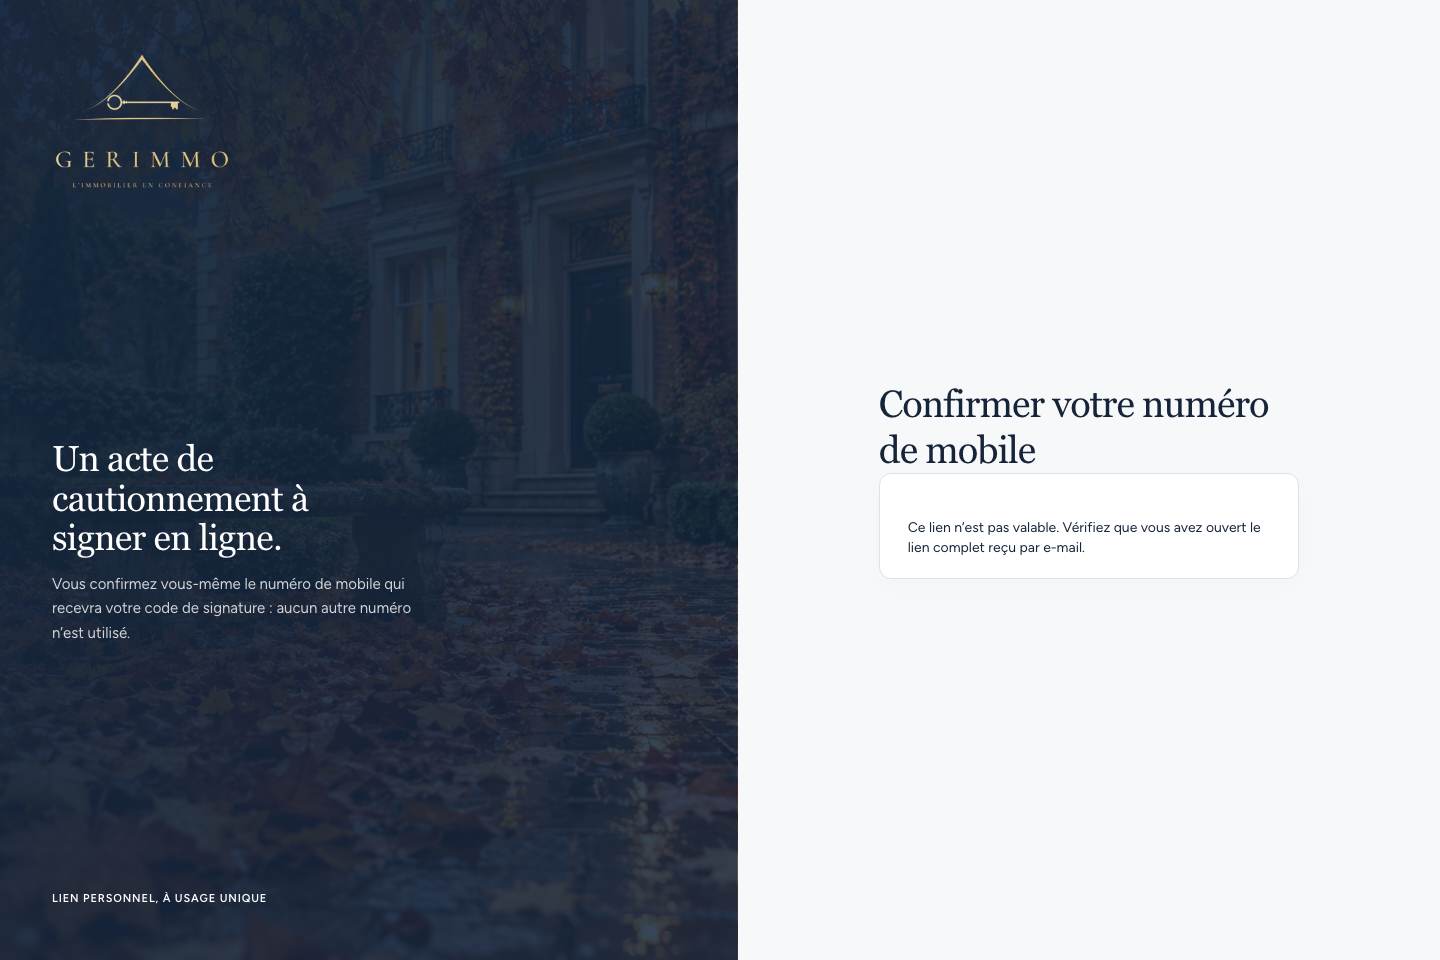 GERIMMO
L'IMMOBILIER EN CONFIANCE
Un acte de
cautionnement à
signer en ligne.
Vous confirmez vous-même le numéro de mobile qui
recevra votre code de signature : aucun autre numéro
n’est utilisé.
LIEN PERSONNEL, À USAGE UNIQUE
Confirmer votre numéro
de mobile
Ce lien n’est pas valable. Vérifiez que vous avez ouvert le
lien complet reçu par e-mail.